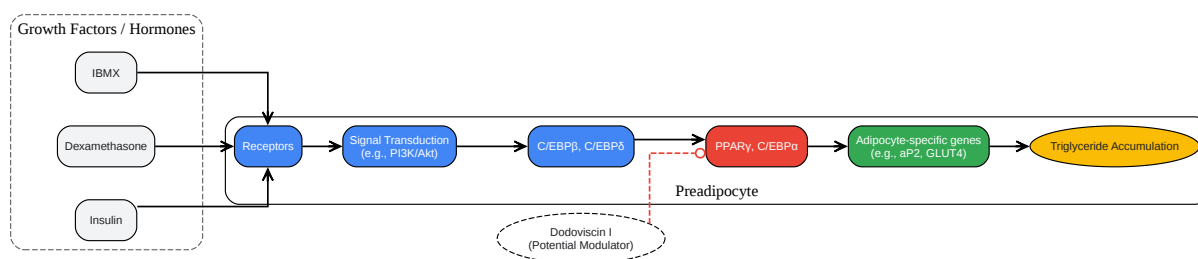 Growth Factors / Hormones
IBMX
Dexamethasone
Insulin
Receptors
Signal Transduction
(e.g., PI3K/Akt)
C/EBPβ, C/EBPδ
PPARγ, C/EBPα
Adipocyte-specific genes
(e.g., aP2, GLUT4)
Triglyceride Accumulation
Preadipocyte
Dodoviscin I
(Potential Modulator)